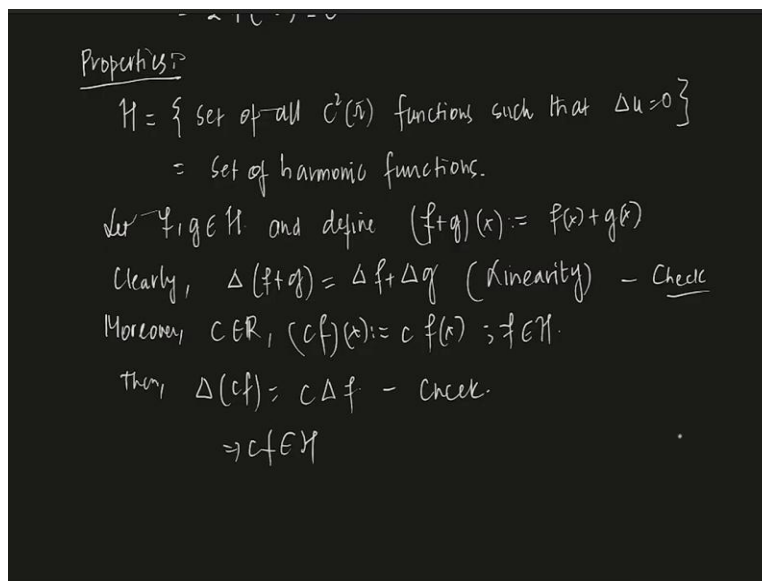 Properties:
H = { set of all C²(Ω) functions such that Δu=0 }
= set of harmonic functions.
Let f, g ∈ H and define (f+g)(x) := f(x)+g(x)
Clearly, Δ(f+g) = Δf+Δg (Linearity) - Check
Moreover, C∈R, (cf)(x) := c f(x) ; f∈H.
then, Δ(cf) = cΔf - Check.
⇒ cf∈H